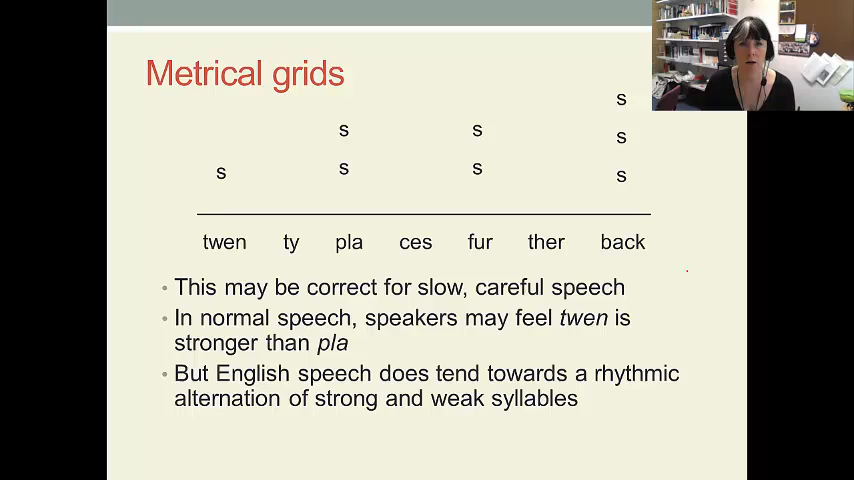 Metrical grids
s
s s s
s s s s
twen ty pla ces fur ther back
• This may be correct for slow, careful speech
• In normal speech, speakers may feel twen is
stronger than pla
• But English speech does tend towards a rhythmic
alternation of strong and weak syllables